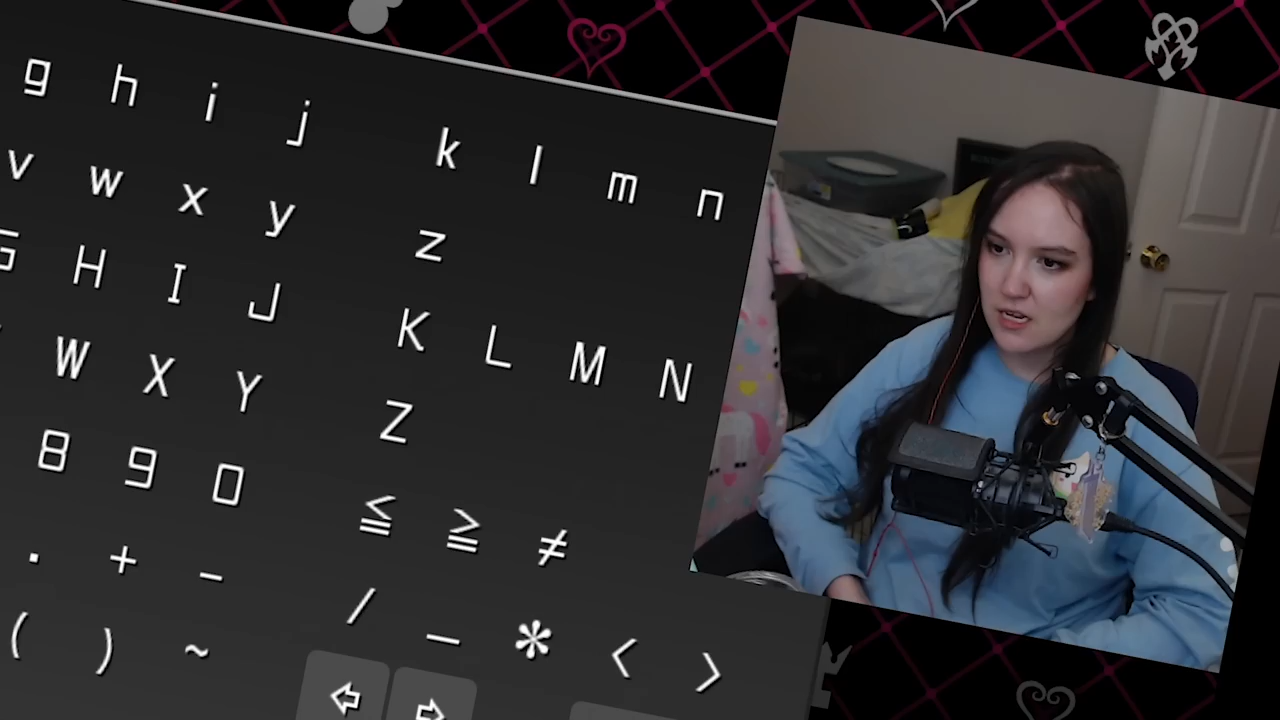 g h i j k l m n
v w x y z
G H I J K L M N
W X Y Z
8 9 0 ≦ ≧ ≠
. + - / _ * < >
( ) ~